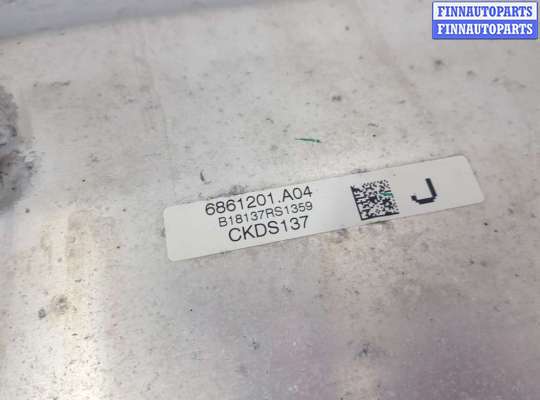 FINNAUTOPARTS
FINNAUTOPARTS
6861201.A04
B18137RS1359
CKDS137
J